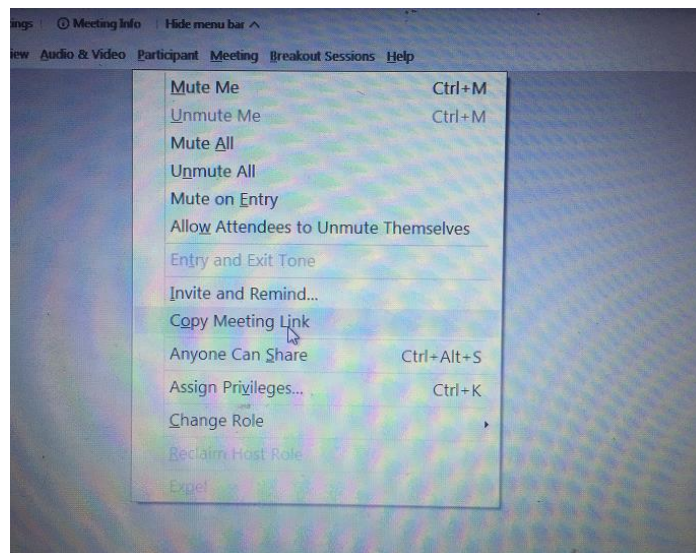 ings Meeting Info Hide menu bar
iew Audio & Video Participant Meeting Breakout Sessions Help
Mute Me Ctrl+M
Unmute Me Ctrl+M
Mute All
Unmute All
Mute on Entry
Allow Attendees to Unmute Themselves
Entry and Exit Tone
Invite and Remind...
Copy Meeting Link
Anyone Can Share Ctrl+Alt+S
Assign Privileges... Ctrl+K
Change Role
Reclaim Host Role
Expel